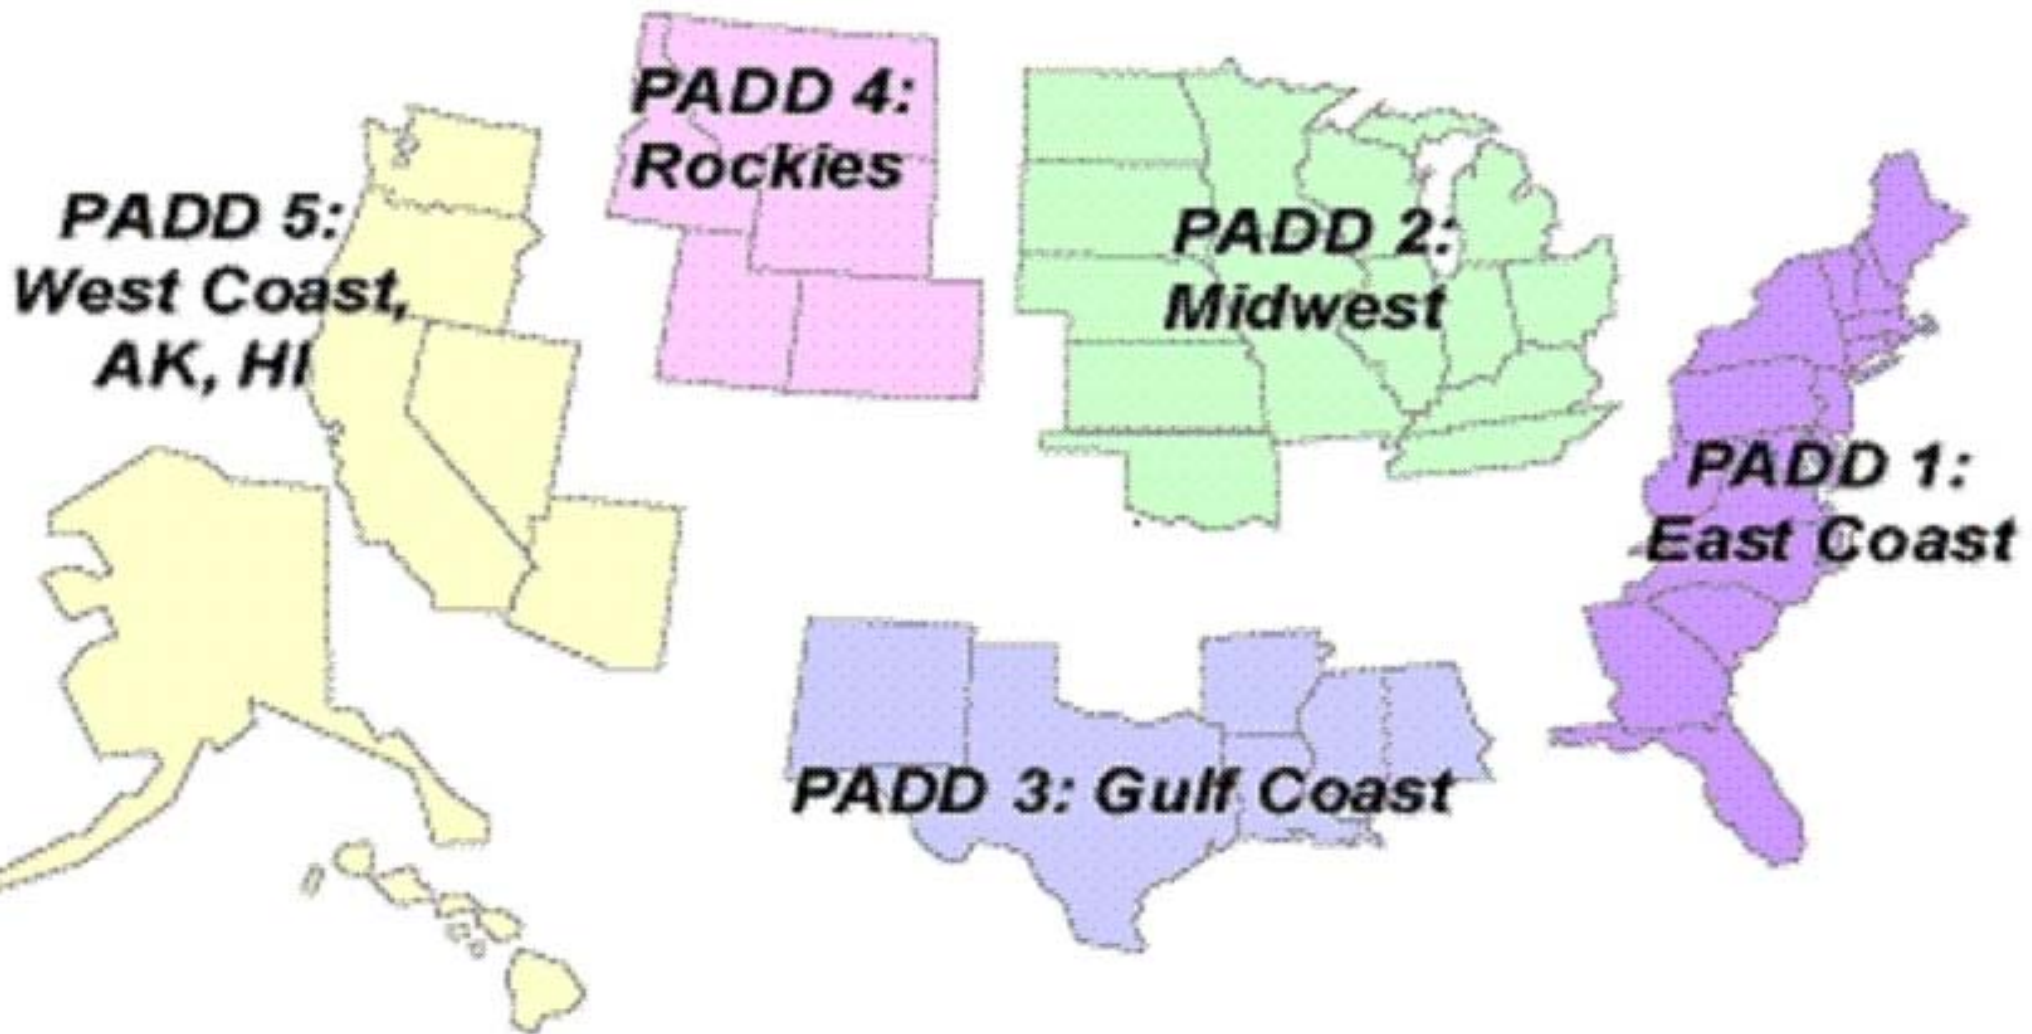 PADD 5:
West Coast,
AK, HI
PADD 4:
Rockies
PADD 2:
Midwest
PADD 1:
East Coast
PADD 3: Gulf Coast